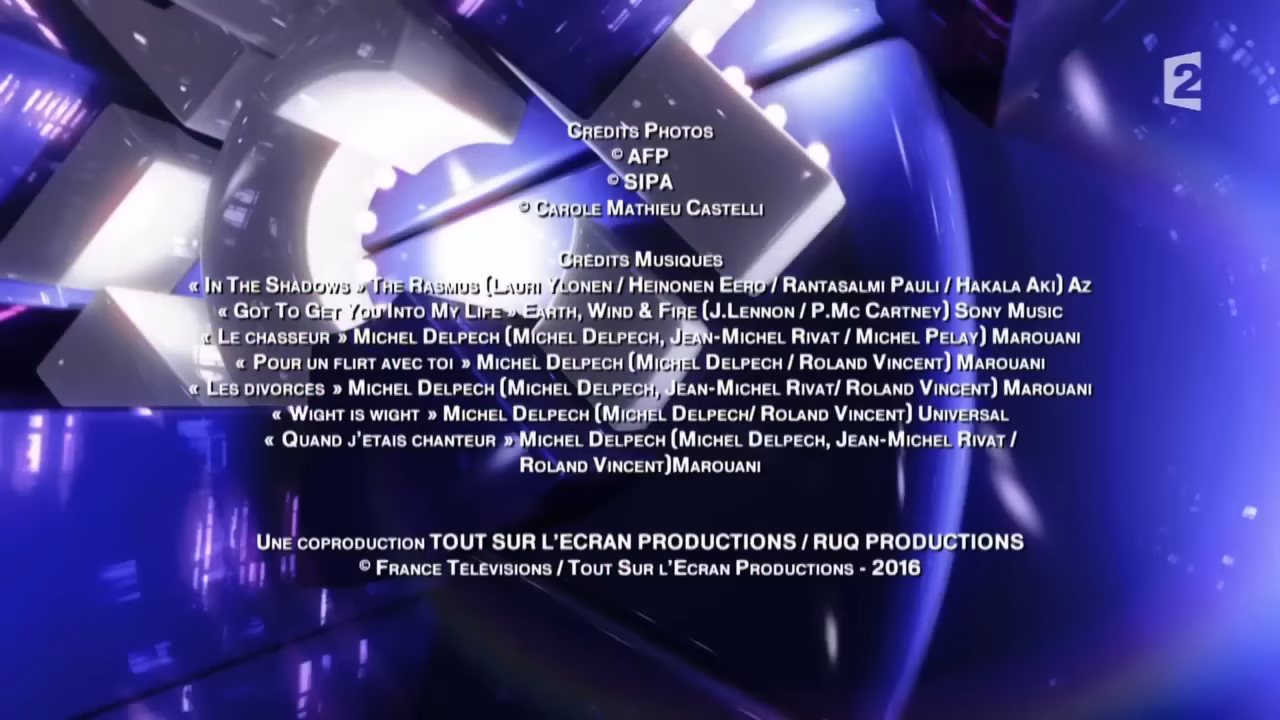 2
Crédits Photos
© AFP
© SIPA
© Carole Mathieu Castelli
Crédits Musiques
« In The Shadows » The Rasmus (Lauri Ylonen / Heinonen Eero / Rantasalmi Pauli / Hakala Aki) Az
« Got To Get You Into My Life » Earth, Wind & Fire (J.Lennon / P.Mc Cartney) Sony Music
« Le chasseur » Michel Delpech (Michel Delpech, Jean-Michel Rivat / Michel Pelay) Marouani
« Pour un flirt avec toi » Michel Delpech (Michel Delpech / Roland Vincent) Marouani
« Les divorces » Michel Delpech (Michel Delpech, Jean-Michel Rivat/ Roland Vincent) Marouani
« Wight is wight » Michel Delpech (Michel Delpech/ Roland Vincent) Universal
« Quand j'etais chanteur » Michel Delpech (Michel Delpech, Jean-Michel Rivat /
Roland Vincent)Marouani
Une coproduction TOUT SUR L'ECRAN PRODUCTIONS / RUQ PRODUCTIONS
© France Télévisions / Tout Sur l'Ecran Productions - 2016